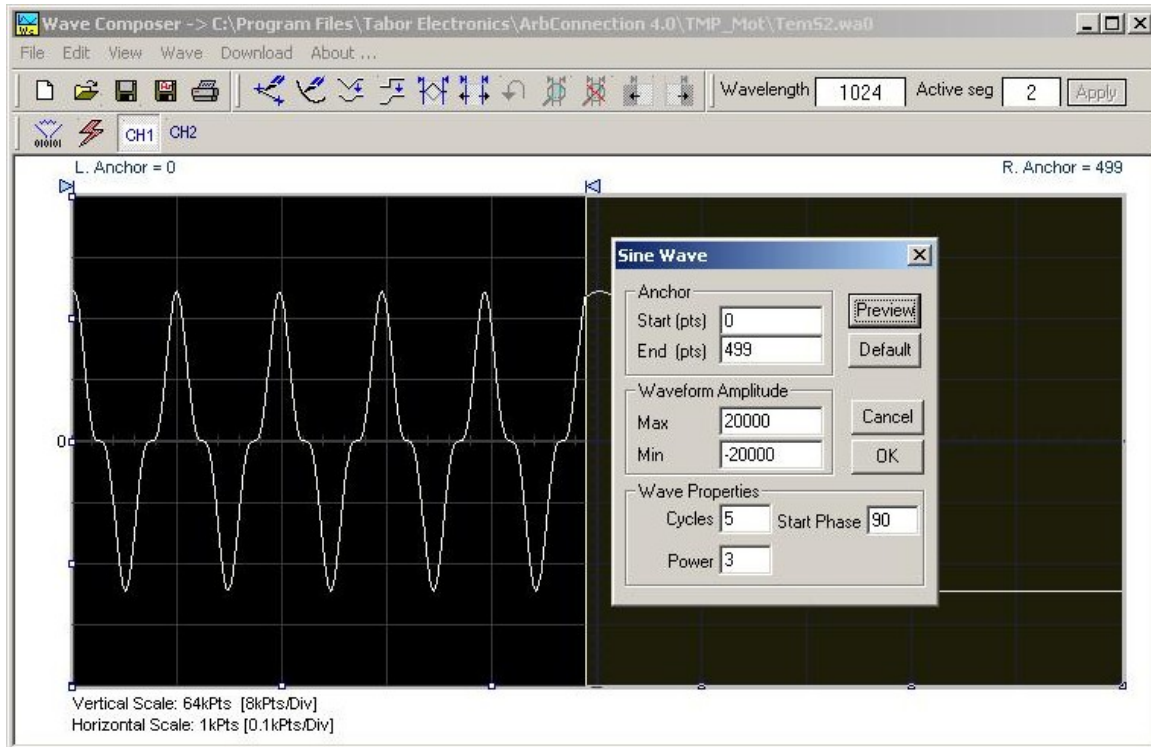 Wave Composer -> C:\Program Files\Tabor Electronics\ArbConnection 4.0\TMP_Mot\Tem52.wa0
File Edit View Wave Download About ...
Wavelength 1024 Active seg 2 Apply
010101 CH1 CH2
L. Anchor = 0 R. Anchor = 499
Sine Wave
Anchor
Start (pts) 0 Preview
End (pts) 499 Default
Waveform Amplitude
Max 20000 Cancel
0
Min -20000 OK
Wave Properties
Cycles 5 Start Phase 90
Power 3
Vertical Scale: 64kPts [8kPts/Div]
Horizontal Scale: 1kPts [0.1kPts/Div]